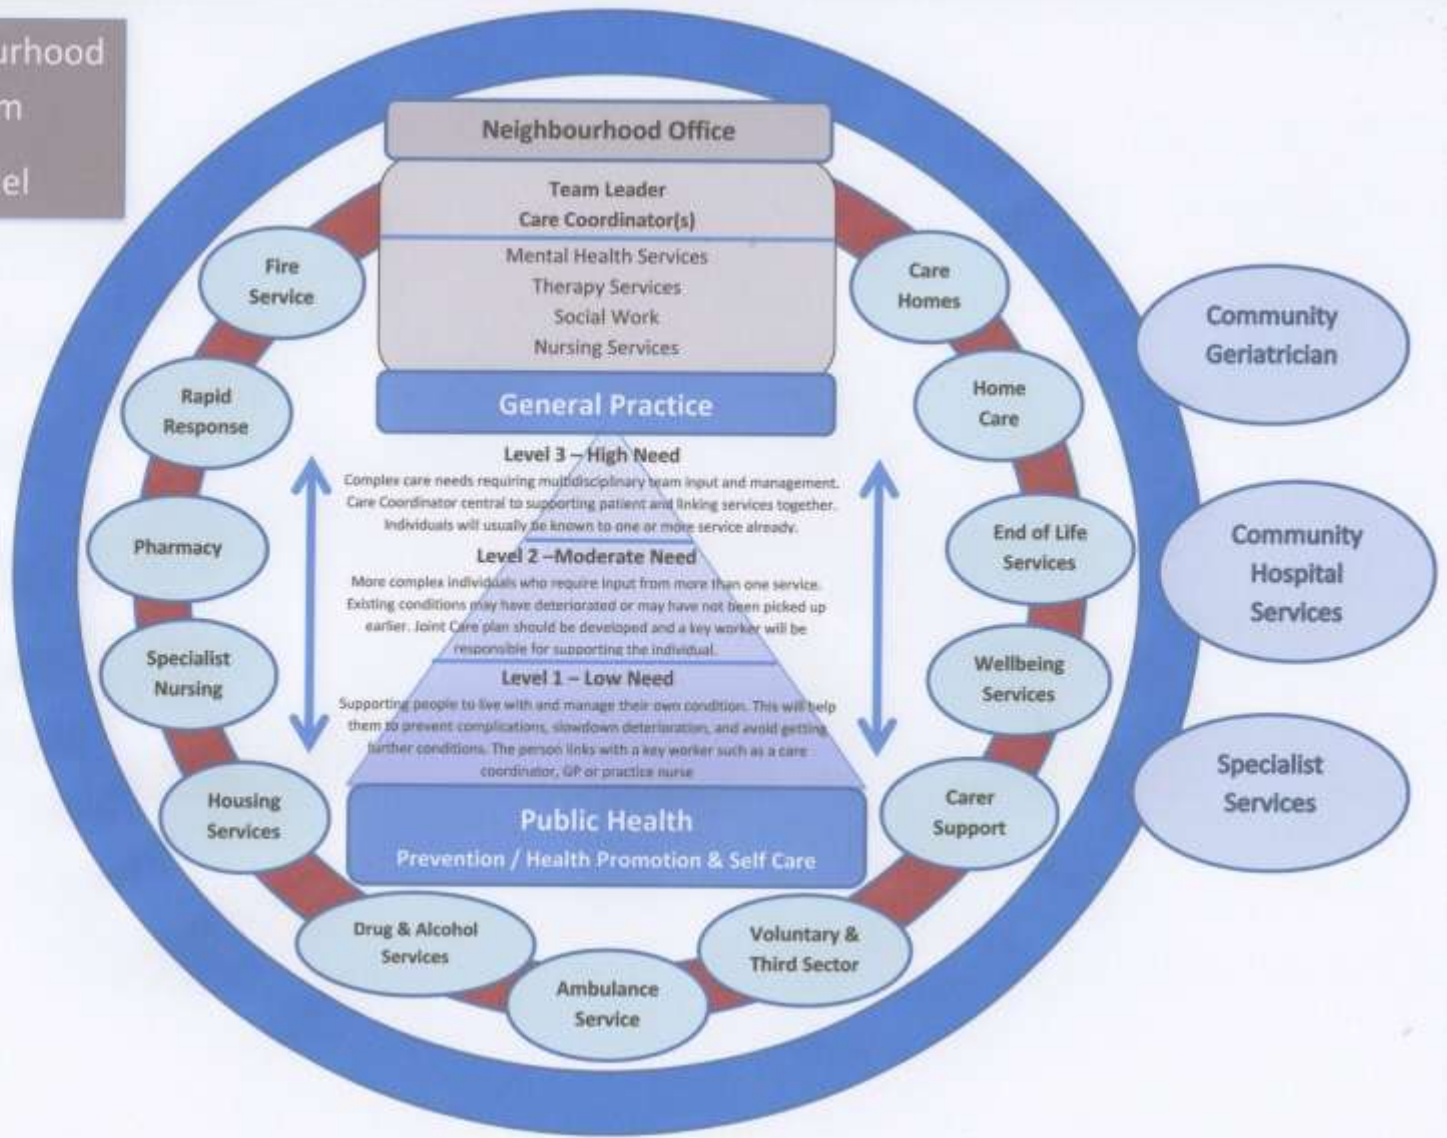 urhood
m
el
Neighbourhood Office
Team Leader
Care Coordinator(s)
Mental Health Services
Therapy Services
Social Work
Nursing Services
General Practice
Level 3 – High Need
Complex care needs requiring multidisciplinary team input and management.
Care Coordinator central to supporting patient and linking services together.
Individuals will usually be known to one or more service already.
Level 2 –Moderate Need
More complex individuals who require input from more than one service.
Existing conditions may have deteriorated or may have not been picked up
earlier. Joint Care plan should be developed and a key worker will be
responsible for supporting the individual.
Level 1 – Low Need
Supporting people to live with and manage their own condition. This will help
them to prevent complications, slowdown deterioration, and avoid getting
further conditions. The person links with a key worker such as a care
coordinator, GP or practice nurse
Public Health
Prevention / Health Promotion & Self Care
Fire
Service
Rapid
Response
Pharmacy
Specialist
Nursing
Housing
Services
Drug & Alcohol
Services
Ambulance
Service
Voluntary &
Third Sector
Carer
Support
Wellbeing
Services
End of Life
Services
Home
Care
Care
Homes
Community
Geriatrician
Community
Hospital
Services
Specialist
Services